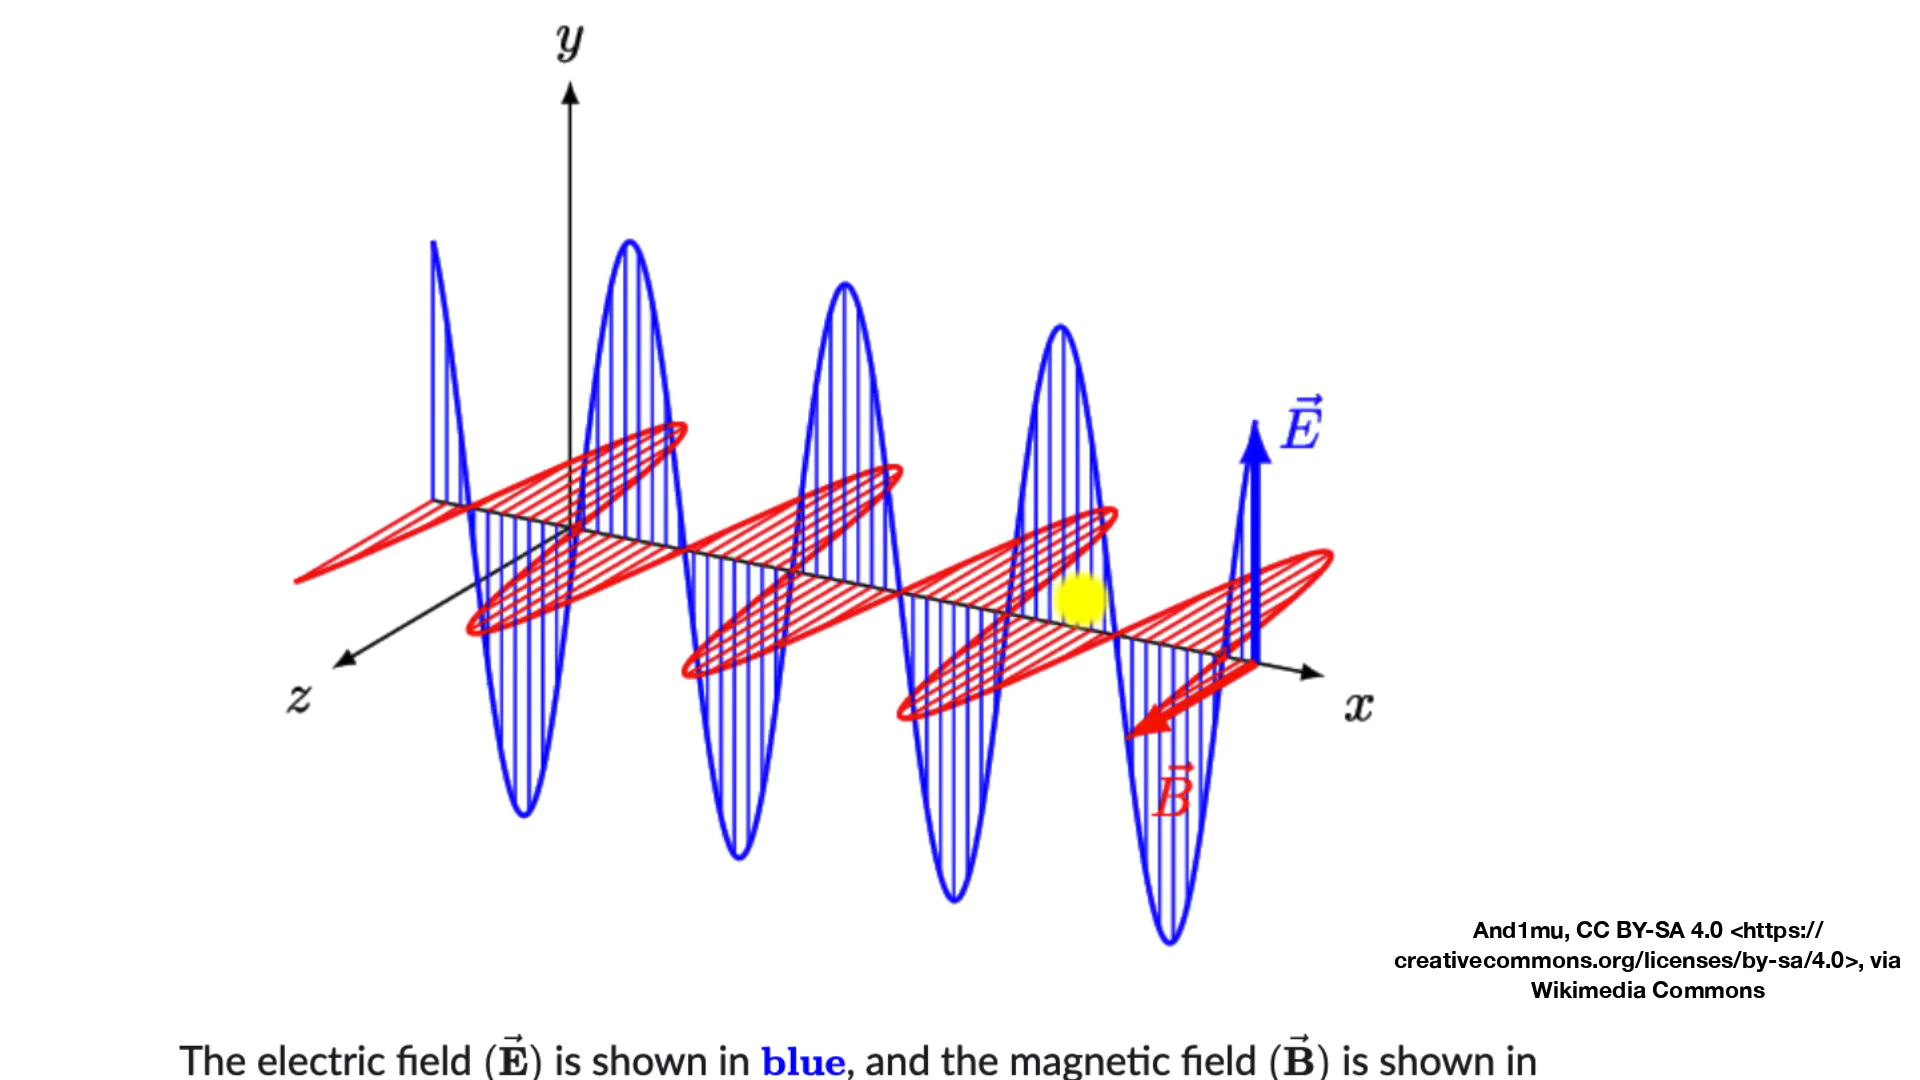 y
E⃗
z
x
B⃗
And1mu, CC BY-SA 4.0 <https://
creativecommons.org/licenses/by-sa/4.0>, via
Wikimedia Commons
The electric field (E⃗) is shown in blue, and the magnetic field (B⃗) is shown in